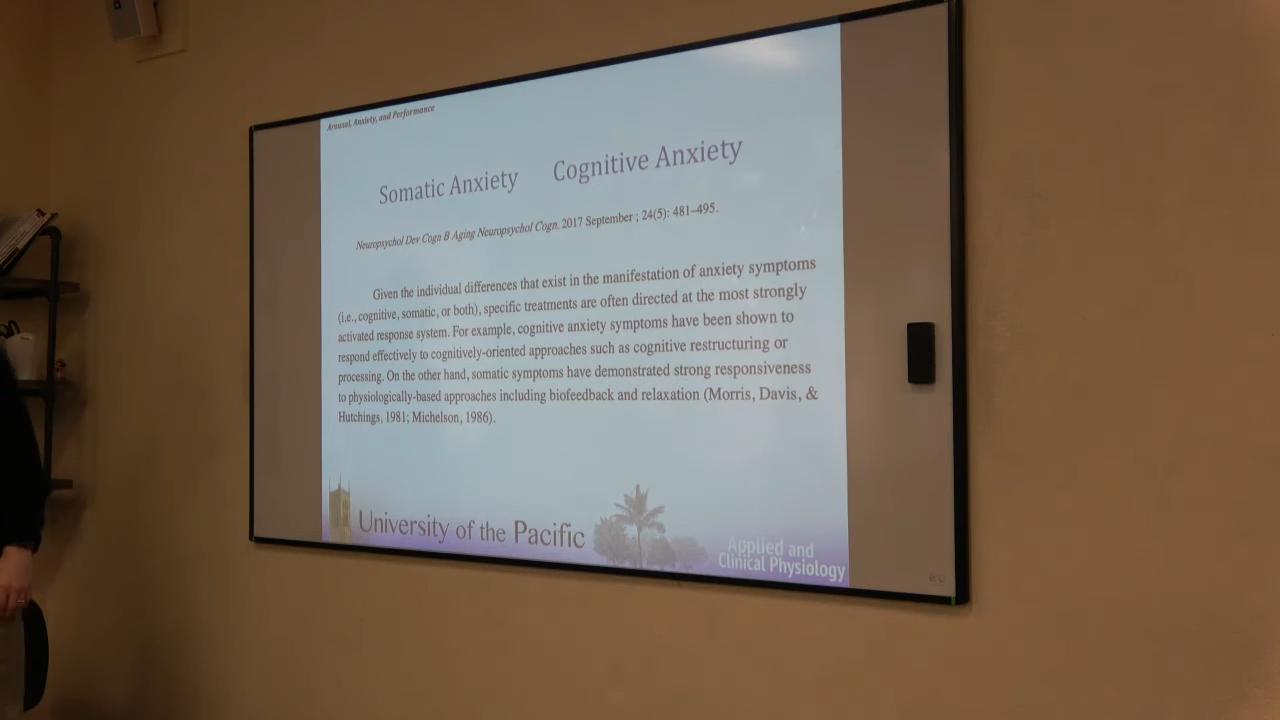 Arousal, Anxiety, and Performance
Somatic Anxiety Cognitive Anxiety
Neuropsychol Dev Cogn B Aging Neuropsychol Cogn. 2017 September ; 24(5): 481–495.
Given the individual differences that exist in the manifestation of anxiety symptoms
(i.e., cognitive, somatic, or both), specific treatments are often directed at the most strongly
activated response system. For example, cognitive anxiety symptoms have been shown to
respond effectively to cognitively-oriented approaches such as cognitive restructuring or
processing. On the other hand, somatic symptoms have demonstrated strong responsiveness
to physiologically-based approaches including biofeedback and relaxation (Morris, Davis, &
Hutchings, 1981; Michelson, 1986).
University of the Pacific
Applied and
Clinical Physiology